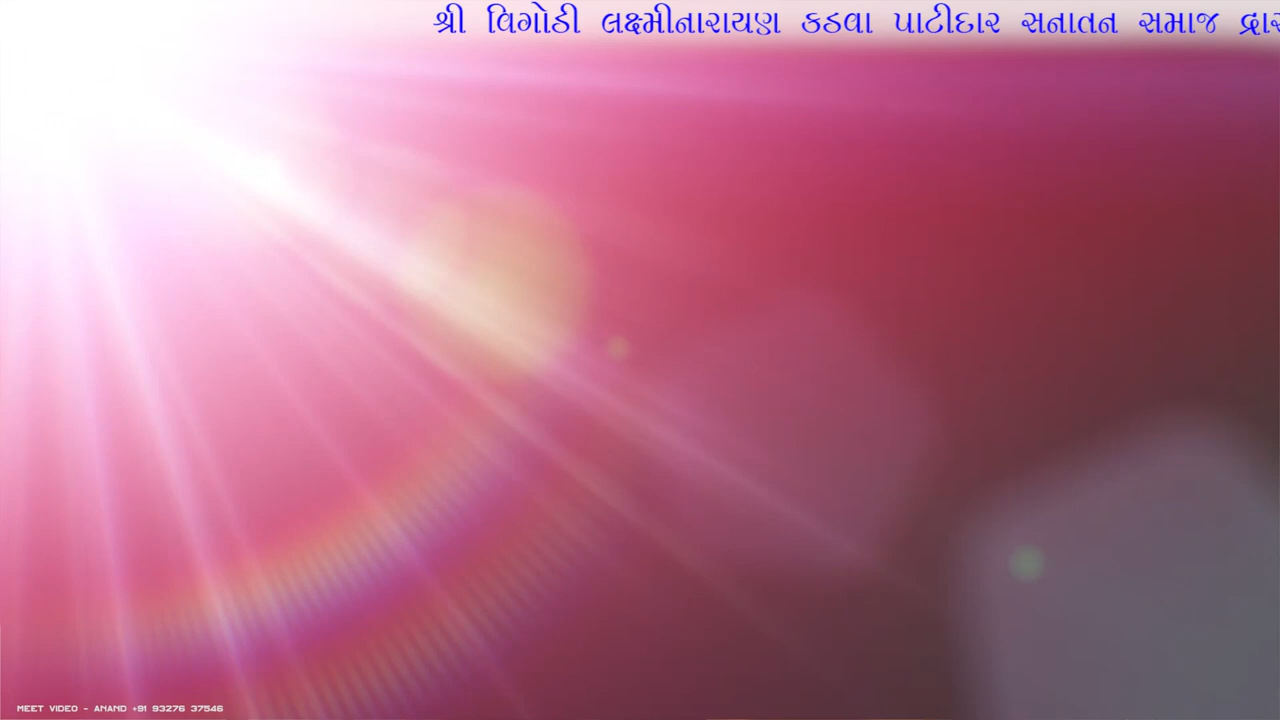 શ્રી વિગોડી લક્ષ્મીનારાયણ કડવા પાટીદાર સનાતન સમાજ
MEET VIDEO - ANAND +91 93276 37546